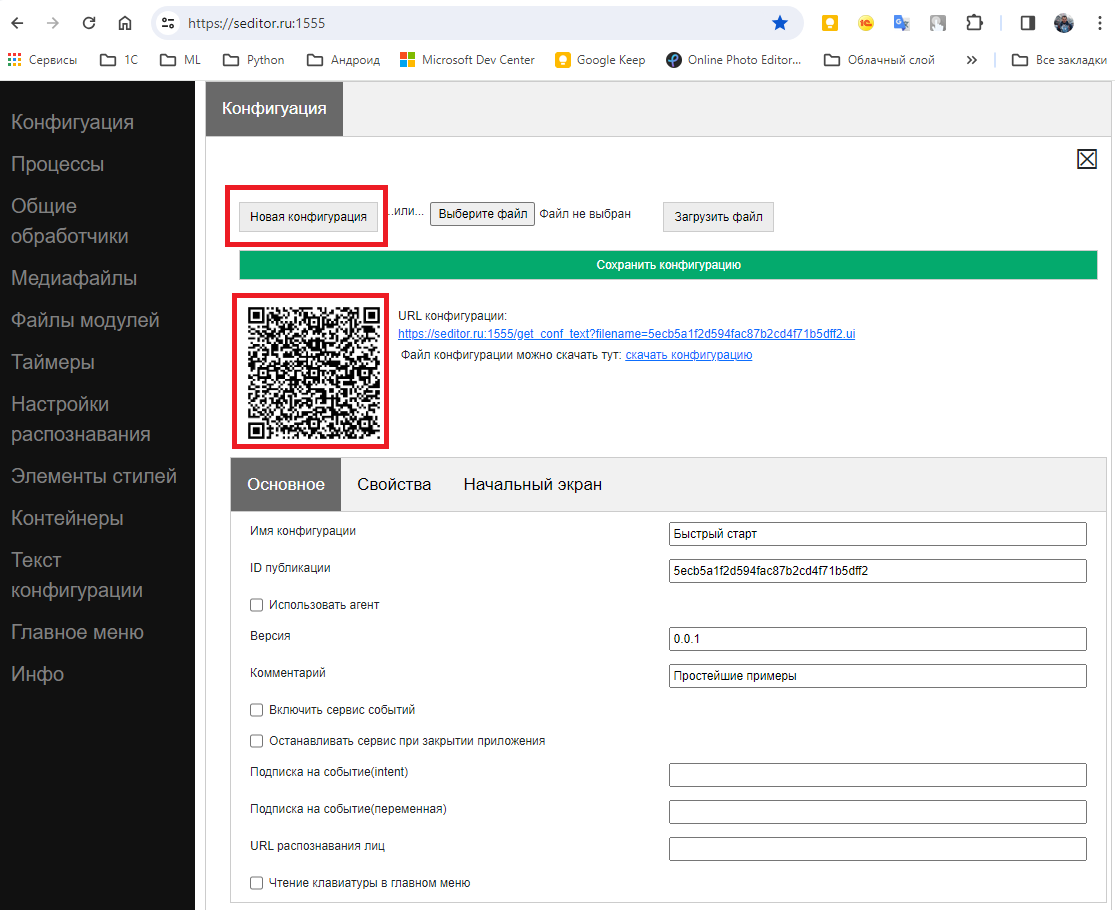 https://seditor.ru:1555
Сервисы 1C ML Python Андроид Microsoft Dev Center Google Keep Online Photo Editor... Облачный слой » Все закладки
Конфигуация
Процессы
Общие
обработчики
Медиафайлы
Файлы модулей
Таймеры
Настройки
распознавания
Элементы стилей
Контейнеры
Текст
конфигурации
Главное меню
Инфо
Конфигуация
Новая конфигурация ..или... Выберите файл Файл не выбран Загрузить файл
Сохранить конфигурацию
URL конфигурации:
https://seditor.ru:1555/get_conf_text?filename=5ecb5a1f2d594fac87b2cd4f71b5dff2.ui
Файл конфигурации можно скачать тут: скачать конфигурацию
Основное Свойства Начальный экран
Имя конфигурации Быстрый старт
ID публикации 5ecb5a1f2d594fac87b2cd4f71b5dff2
Использовать агент
Версия 0.0.1
Комментарий Простейшие примеры
Включить сервис событий
Останавливать сервис при закрытии приложения
Подписка на событие(intent)
Подписка на событие(переменная)
URL распознавания лиц
Чтение клавиатуры в главном меню